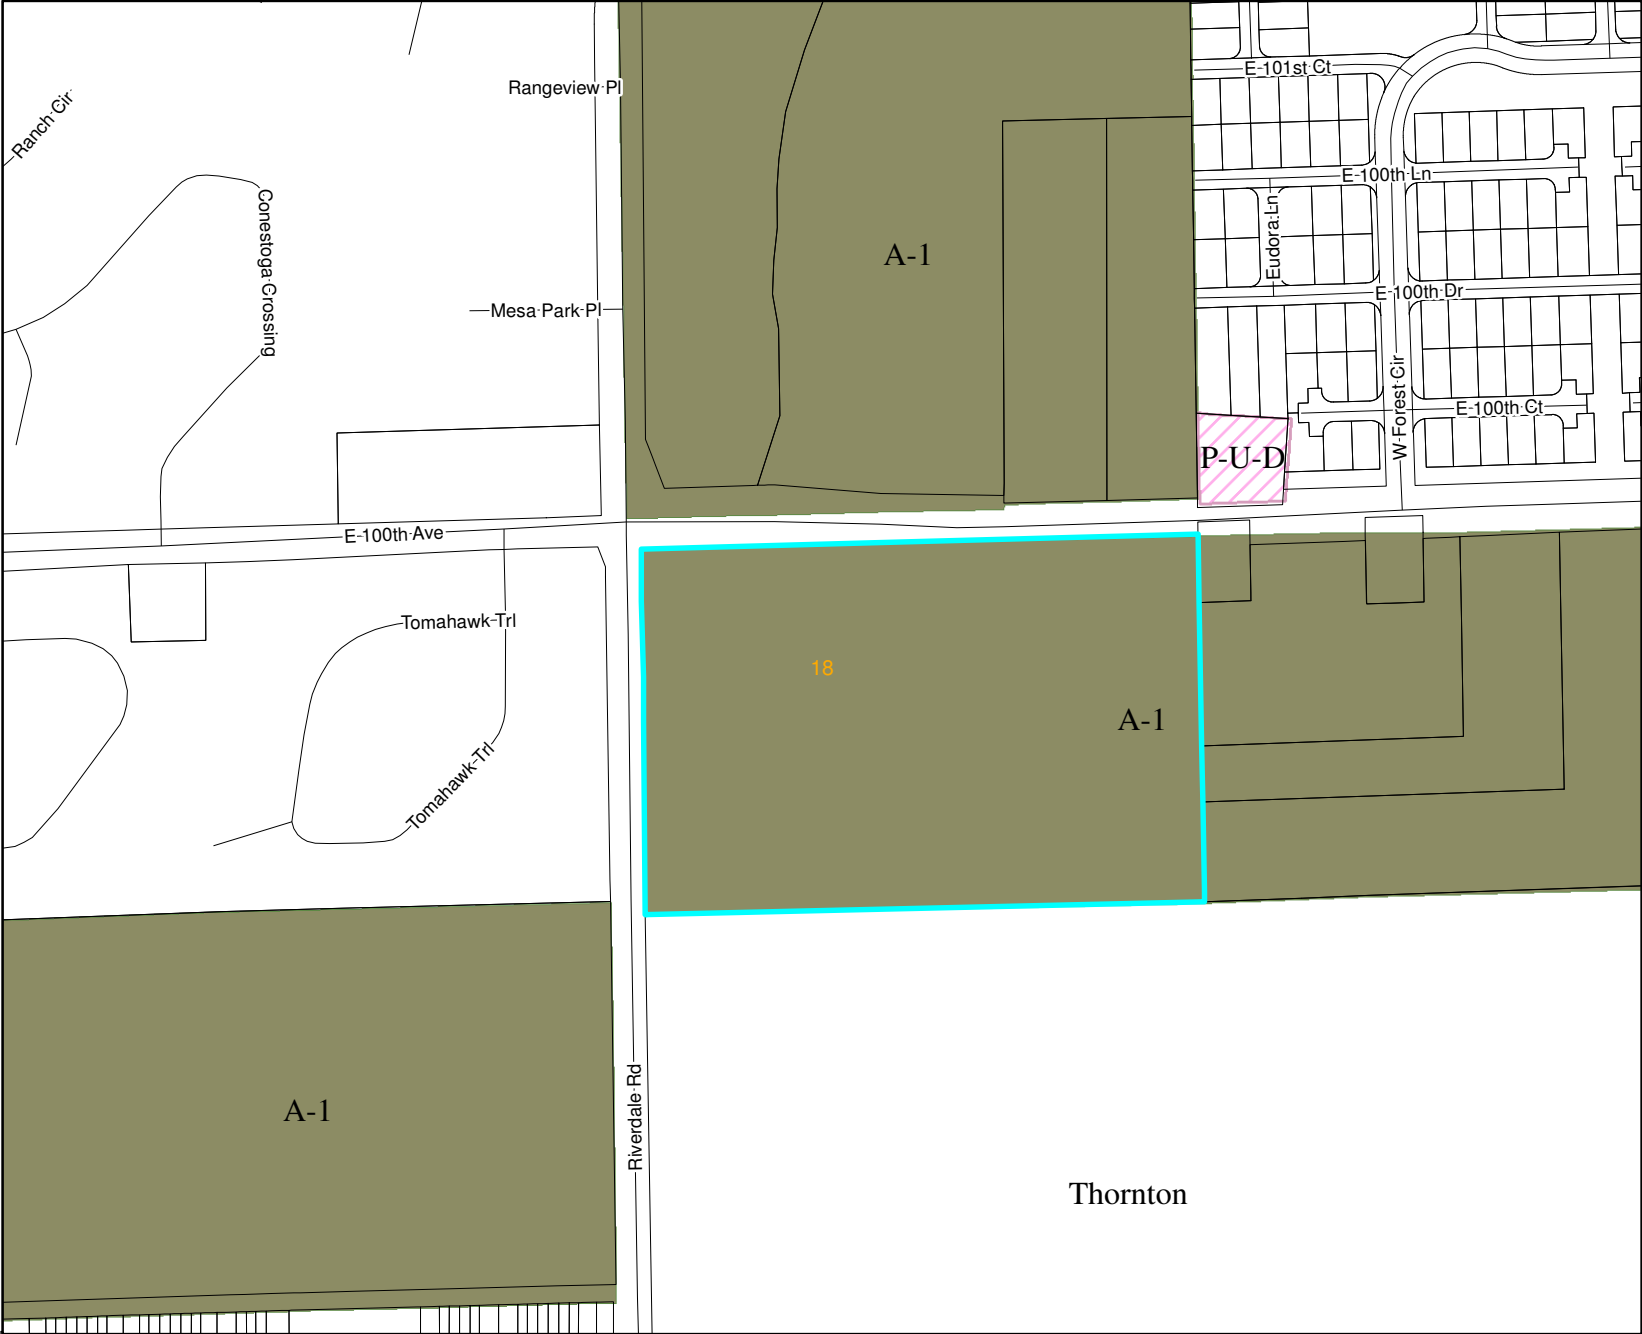 E 101st Ct
Rangeview Pl
Ranch Cir
E 100th Ln
Conestoga Crossing
Eudora Ln
A-1
E 100th Dr
Mesa Park Pl
W Forest Cir
E 100th Ct
P-U-D
E 100th Ave
Tomahawk Trl
18
A-1
Tomahawk Trl
A-1
Riverdale Rd
Thornton